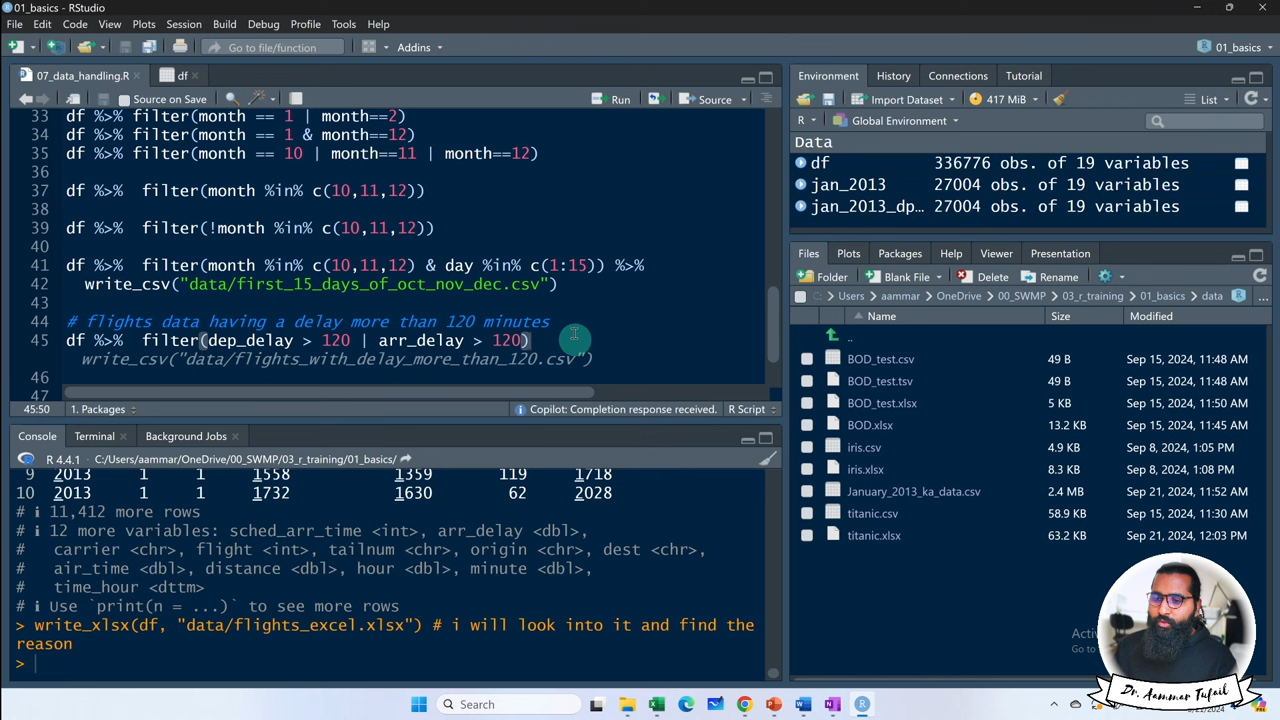 01_basics - RStudio
File Edit Code View Plots Session Build Debug Profile Tools Help
Go to file/function Addins 01_basics
07_data_handling.R df
Source on Save Run Source
33 df %>% filter(month == 1 | month==2)
34 df %>% filter(month == 1 & month==12)
35 df %>% filter(month == 10 | month==11 | month==12)
36
37 df %>% filter(month %in% c(10,11,12))
38
39 df %>% filter(!month %in% c(10,11,12))
40
41 df %>% filter(month %in% c(10,11,12) & day %in% c(1:15)) %>%
42 write_csv("data/first_15_days_of_oct_nov_dec.csv")
43
44 # flights data having a delay more than 120 minutes
45 df %>% filter(dep_delay > 120 | arr_delay > 120)
write_csv("data/flights_with_delay_more_than_120.csv")
46
47
45:50 1. Packages Copilot: Completion response received. R Script
Console Terminal Background Jobs
R 4.4.1 · C:/Users/aammar/OneDrive/00_SWMP/03_r_training/01_basics/
9 2013 1 1 1558 1359 119 1718
10 2013 1 1 1732 1630 62 2028
# ℹ 11,412 more rows
# ℹ 12 more variables: sched_arr_time <int>, arr_delay <dbl>,
# carrier <chr>, flight <int>, tailnum <chr>, origin <chr>, dest <chr>,
# air_time <dbl>, distance <dbl>, hour <dbl>, minute <dbl>,
# time_hour <dttm>
# ℹ Use `print(n = ...)` to see more rows
> write_xlsx(df, "data/flights_excel.xlsx") # i will look into it and find the
reason
>
Environment History Connections Tutorial
Import Dataset 417 MiB List
R Global Environment
Data
df 336776 obs. of 19 variables
jan_2013 27004 obs. of 19 variables
jan_2013_dp… 27004 obs. of 19 variables
Files Plots Packages Help Viewer Presentation
Folder Blank File Delete Rename
C: Users aammar OneDrive 00_SWMP 03_r_training 01_basics data
Name Size Modified
..
BOD_test.csv 49 B Sep 15, 2024, 11:48 AM
BOD_test.tsv 49 B Sep 15, 2024, 11:48 AM
BOD_test.xlsx 5 KB Sep 15, 2024, 11:50 AM
BOD.xlsx 13.2 KB Sep 15, 2024, 11:45 AM
iris.csv 4.9 KB Sep 8, 2024, 1:05 PM
iris.xlsx 8.3 KB Sep 8, 2024, 1:08 PM
January_2013_ka_data.csv 2.4 MB Sep 21, 2024, 11:52 AM
titanic.csv 58.9 KB Sep 15, 2024, 11:30 AM
titanic.xlsx 63.2 KB Sep 21, 2024, 12:03 PM
Dr. Aammar Tufail
Search